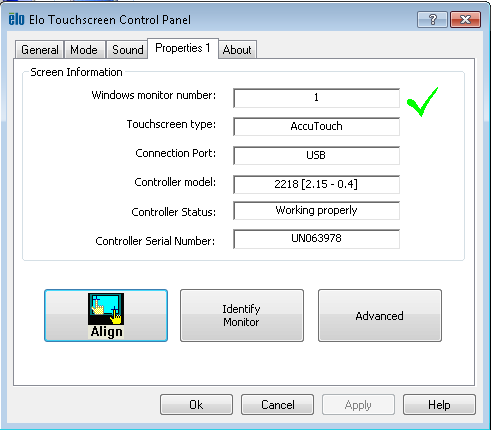 elo Elo Touchscreen Control Panel ?
General Mode Sound Properties 1 About
Screen Information
Windows monitor number: 1
Touchscreen type: AccuTouch
Connection Port: USB
Controller model: 2218 [2.15 - 0.4]
Controller Status: Working properly
Controller Serial Number: UN063978
Align
Identify
Monitor
Advanced
Ok Cancel Apply Help